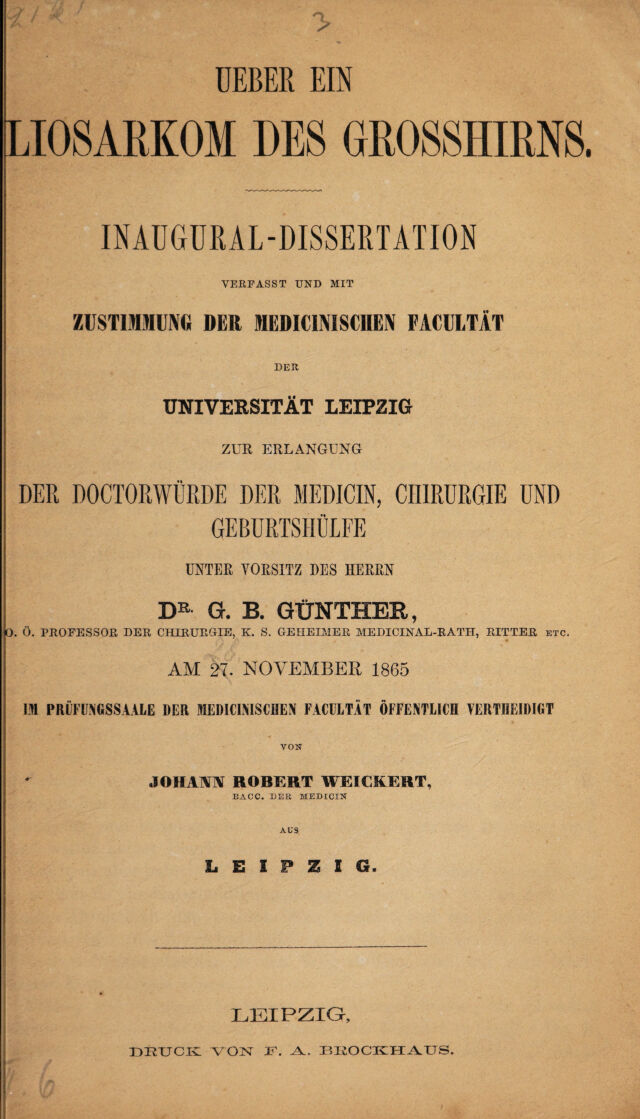 3
UEBER EIN
LIOSARKOM DES GROSSHIRNS.
INAUGURAL-DISSERTATION
VERFASST UND MIT
ZUSTIMMUNG DER MEDICINISCHEN FACULTÄT
DER
UNIVERSITÄT LEIPZIG
ZUR ERLANGUNG
DER DOCTORWÜRDE DER MEDICIN, CHIRURGIE UND
GEBURTSHÜLFE
UNTER VORSITZ DES HERRN
DR. G. B. GÜNTHER,
O. Ö. PROFESSOR DER CHIRURGIE, K. S. GEHEIMER MEDICINAL-RATH, RITTER ETC.
28
AM 27. NOVEMBER 1865
IM PRÜFUNGSSAALE DER MEDICINISCHEN FACULTÄT ÖFFENTLICH VERTHEIDIGT
VON
JOHANN ROBERT WEICKERT,
BACC. DER MEDICIN
AUS
LEIPZIG.
LEIPZIG,
DRUCK VON F. A. BROCKHAUS.
6